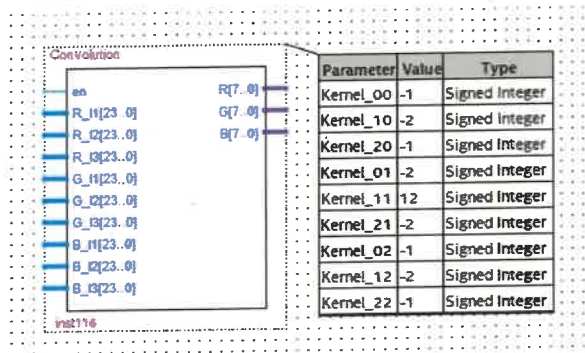 Convolution
en
R_I1[23..0]
R_I2[23..0]
R_I3[23..0]
G_I1[23..0]
G_I2[23..0]
G_I3[23..0]
B_I1[23..0]
B_I2[23..0]
B_I3[23..0]
R[7..0]
G[7..0]
B[7..0]
inst116
Parameter Value Type
Kernel_00 -1 Signed Integer
Kernel_10 -2 Signed Integer
Kernel_20 -1 Signed Integer
Kernel_01 -2 Signed Integer
Kernel_11 12 Signed Integer
Kernel_21 -2 Signed Integer
Kernel_02 -1 Signed Integer
Kernel_12 -2 Signed Integer
Kernel_22 -1 Signed Integer